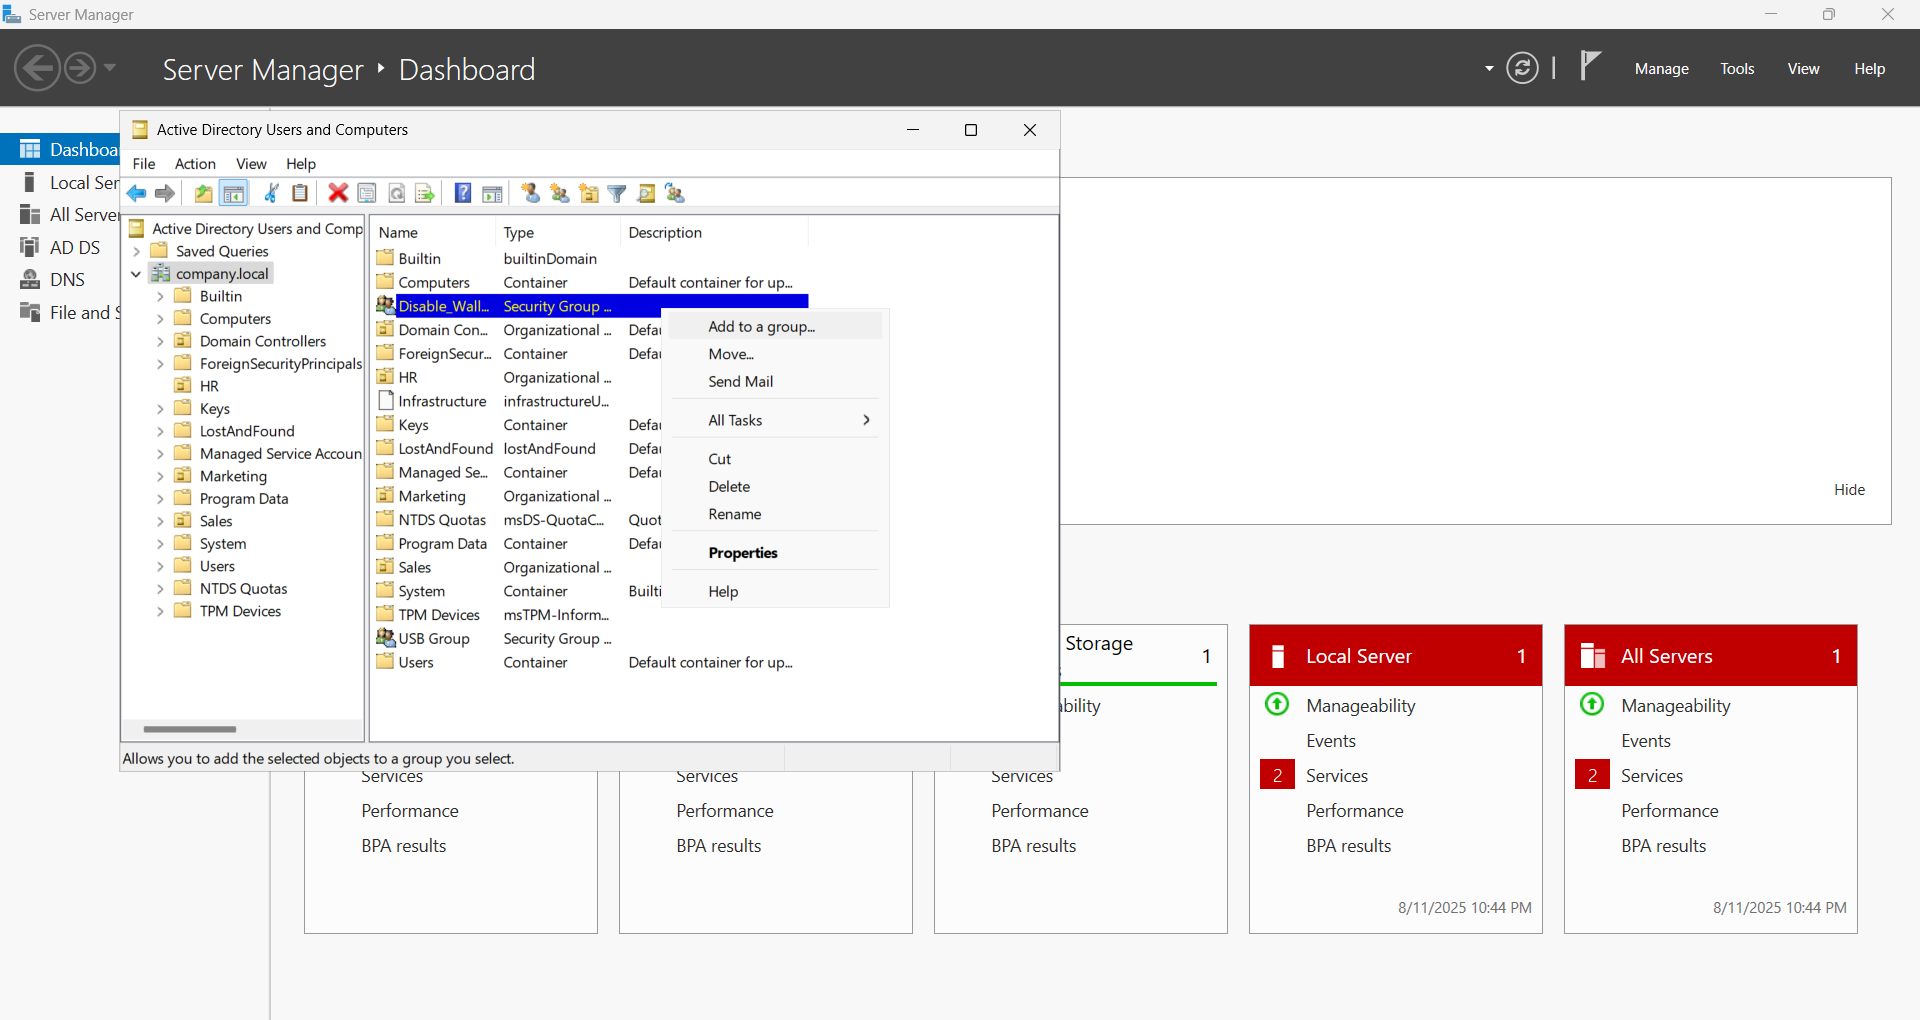 Server Manager
Server Manager ‣ Dashboard
Manage Tools View Help
Dashboa
Local Ser
All Server
AD DS
DNS
File and S
Active Directory Users and Computers
File Action View Help
Active Directory Users and Comp
Saved Queries
company.local
Builtin
Computers
Domain Controllers
ForeignSecurityPrincipals
HR
Keys
LostAndFound
Managed Service Accoun
Marketing
Program Data
Sales
System
Users
NTDS Quotas
TPM Devices
Name Type Description
Builtin builtinDomain
Computers Container Default container for up...
Disable_Wall... Security Group ...
Domain Con... Organizational ... Defa
ForeignSecur... Container Defa
HR Organizational ...
Infrastructure infrastructureU...
Keys Container Defa
LostAndFound lostAndFound Defa
Managed Se... Container Defa
Marketing Organizational ...
NTDS Quotas msDS-QuotaC... Quot
Program Data Container Defa
Sales Organizational ...
System Container Builti
TPM Devices msTPM-Inform...
USB Group Security Group ...
Users Container Default container for up...
Add to a group...
Move...
Send Mail
All Tasks
Cut
Delete
Rename
Properties
Help
Allows you to add the selected objects to a group you select.
Hide
Services
Performance
BPA results
Services
Performance
BPA results
Storage 1
ability
Services
Performance
BPA results
Local Server 1
Manageability
Events
2 Services
Performance
BPA results
8/11/2025 10:44 PM
All Servers 1
Manageability
Events
2 Services
Performance
BPA results
8/11/2025 10:44 PM